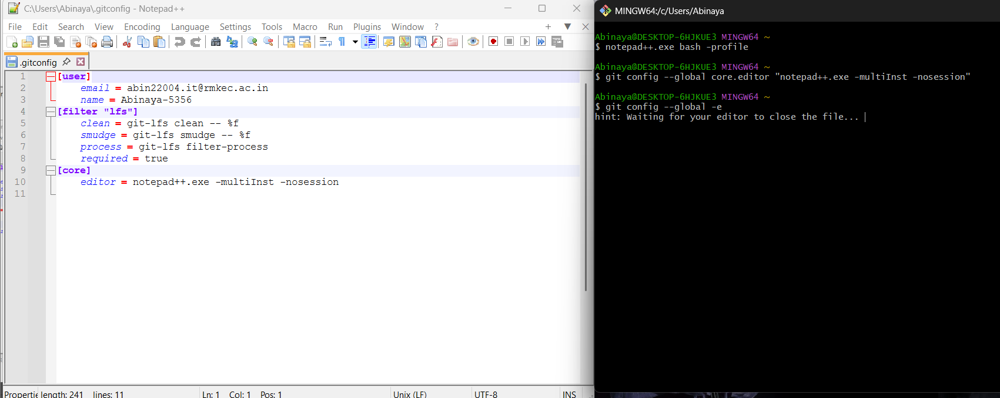 C:\Users\Abinaya\.gitconfig - Notepad++
File Edit Search View Encoding Language Settings Tools Macro Run Plugins Window ?
.gitconfig
1 [user]
2 email = abin22004.it@rmkec.ac.in
3 name = Abinaya-5356
4 [filter "lfs"]
5 clean = git-lfs clean -- %f
6 smudge = git-lfs smudge -- %f
7 process = git-lfs filter-process
8 required = true
9 [core]
10 editor = notepad++.exe -multiInst -nosession
11
Propertie length: 241 lines: 11 Ln: 1 Col: 1 Pos: 1 Unix (LF) UTF-8 INS
MINGW64:/c/Users/Abinaya
Abinaya@DESKTOP-6HJKUE3 MINGW64 ~
$ notepad++.exe bash -profile
Abinaya@DESKTOP-6HJKUE3 MINGW64 ~
$ git config --global core.editor "notepad++.exe -multiInst -nosession"
Abinaya@DESKTOP-6HJKUE3 MINGW64 ~
$ git config --global -e
hint: Waiting for your editor to close the file...